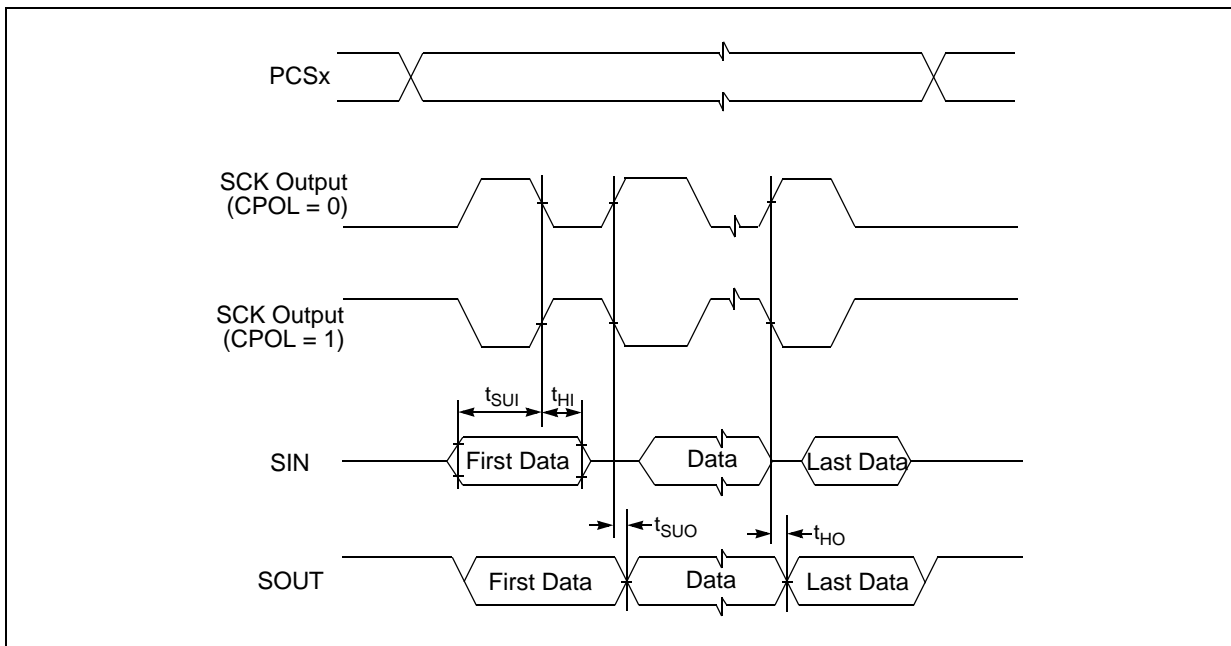 PCSx
SCK Output
(CPOL = 0)
SCK Output
(CPOL = 1)
tSUI
tHI
SIN
First Data
Data
Last Data
tSUO
tHO
SOUT
First Data
Data
Last Data